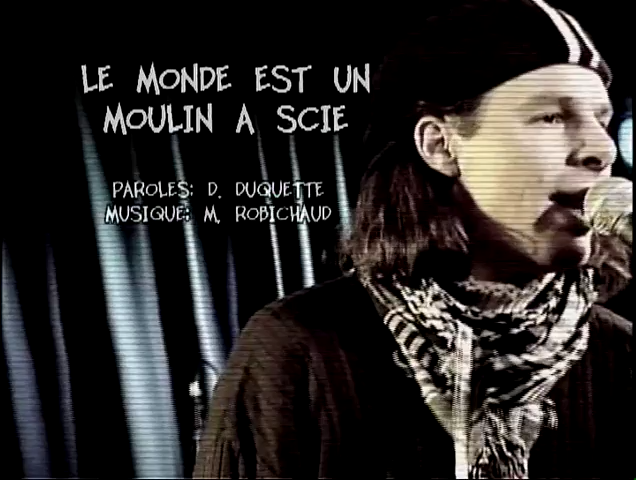 LE MONDE EST UN
MOULIN A SCIE
PAROLES: D. DUQUETTE
MUSIQUE: M. ROBICHAUD